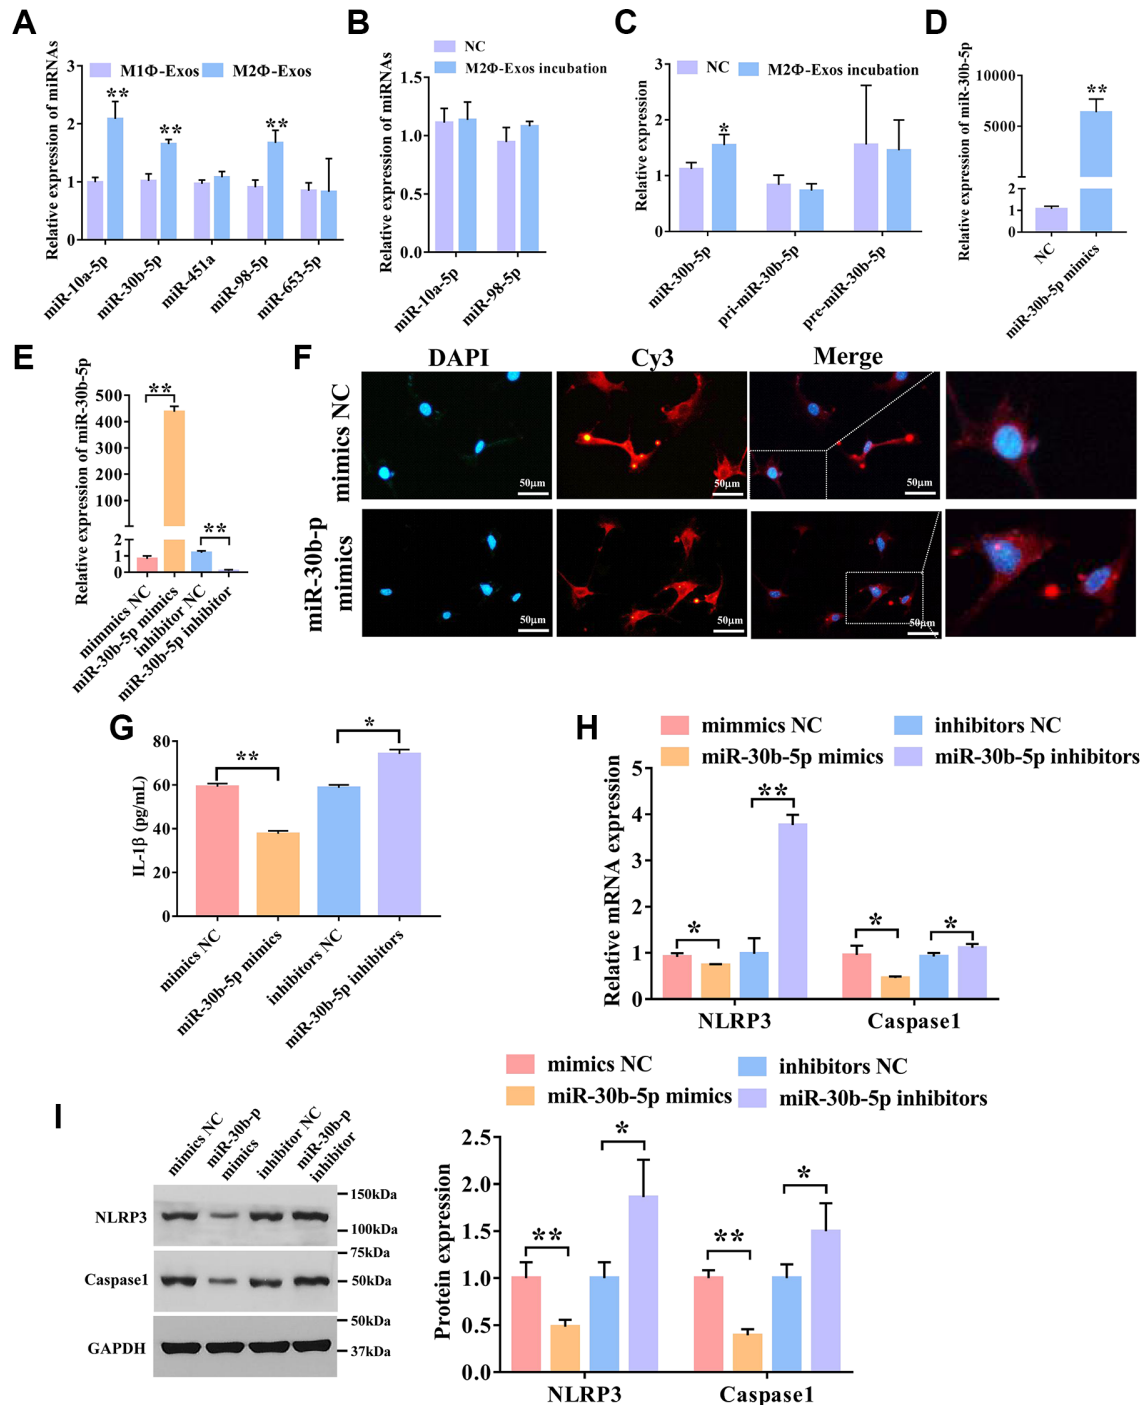 A
Relative expression of miRNAs
M1Φ-Exos
M2Φ-Exos
3
2
1
0
**
**
**
miR-10a-5p
miR-30b-5p
miR-451a
miR-98-5p
miR-653-5p
B
NC
M2Φ-Exos incubation
Relative expression of miRNAs
1.5
1.0
0.5
0.0
miR-10a-5p
miR-98-5p
C
NC
M2Φ-Exos incubation
Relative expression
3
2
1
0
*
miR-30b-5p
pri-miR-30b-5p
pre-miR-30b-5p
D
Relative expression of miR-30b-5p
10000
5000
2
1
0
**
NC
miR-30b-5p mimics
E
Relative expression of miR-30b-5p
500
400
300
200
100
2
1
0
**
**
mimmics NC
miR-30b-5p mimics
inhibitor NC
miR-30b-5p inhibitor
F
DAPI
Cy3
Merge
mimics NC
50μm
50μm
50μm
miR-30b-p
mimics
50μm
50μm
50μm
G
IL-1β (pg/mL)
80
60
40
20
0
**
*
mimics NC
miR-30b-5p mimics
inhibitors NC
miR-30b-5p inhibitors
H
mimmics NC
inhibitors NC
miR-30b-5p mimics
miR-30b-5p inhibitors
Relative mRNA expression
5
4
3
2
1
0
*
**
*
*
NLRP3
Caspase1
I
mimics NC
miR-30b-p
mimics
inhibitor NC
miR-30b-p
inhibitor
NLRP3
150kDa
100kDa
Caspase1
75kDa
50kDa
GAPDH
50kDa
37kDa
mimics NC
inhibitors NC
miR-30b-5p mimics
miR-30b-5p inhibitors
Protein expression
2.5
2.0
1.5
1.0
0.5
0.0
**
*
**
*
NLRP3
Caspase1